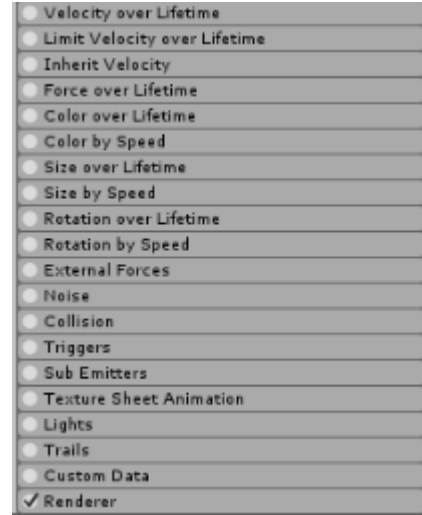 Velocity over Lifetime
Limit Velocity over Lifetime
Inherit Velocity
Force over Lifetime
Color over Lifetime
Color by Speed
Size over Lifetime
Size by Speed
Rotation over Lifetime
Rotation by Speed
External Forces
Noise
Collision
Triggers
Sub Emitters
Texture Sheet Animation
Lights
Trails
Custom Data
Renderer